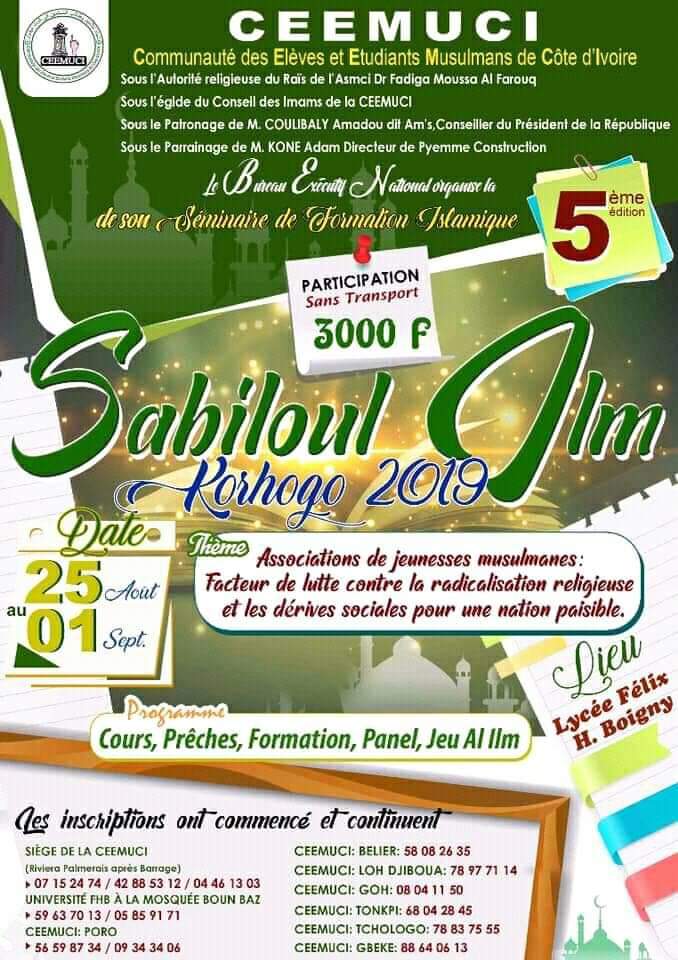 CEEMUCI
CEEMUCI
Communauté des Elèves et Etudiants Musulmans de Côte d'Ivoire
Sous l'Autorité religieuse du Raïs de l'Asmci Dr Fadiga Moussa Al Farouq
Sous l'égide du Conseil des Imams de la CEEMUCI
Sous le Patronage de M. COULIBALY Amadou dit Am's,Conseiller du Président de la République
Sous le Parrainage de M. KONE Adam Directeur de Pyemme Construction
Le Bureau Exécutif National organise la
5ème édition
de son Séminaire de Formation Islamique
PARTICIPATION
Sans Transport
3000 F
Sabiloul Ilm
Korhogo 2019
Date
25 Août
au 01 Sept.
Thème
Associations de jeunesses musulmanes:
Facteur de lutte contre la radicalisation religieuse
et les dérives sociales pour une nation paisible.
Lieu
Lycée Félix
H. Boigny
Programme
Cours, Prêches, Formation, Panel, Jeu Al Ilm
Les inscriptions ont commencé et continuent
SIÈGE DE LA CEEMUCI
(Riviera Palmerais après Barrage)
07 15 24 74 / 42 88 53 12 / 04 46 13 03
UNIVERSITÉ FHB À LA MOSQUÉE BOUN BAZ
59 63 70 13 / 05 85 91 71
CEEMUCI: PORO
56 59 87 34 / 09 34 34 06
CEEMUCI: BELIER: 58 08 26 35
CEEMUCI: LOH DJIBOUA: 78 97 71 14
CEEMUCI: GOH: 08 04 11 50
CEEMUCI: TONKPI: 68 04 28 45
CEEMUCI: TCHOLOGO: 78 83 75 55
CEEMUCI: GBEKE: 88 64 06 13